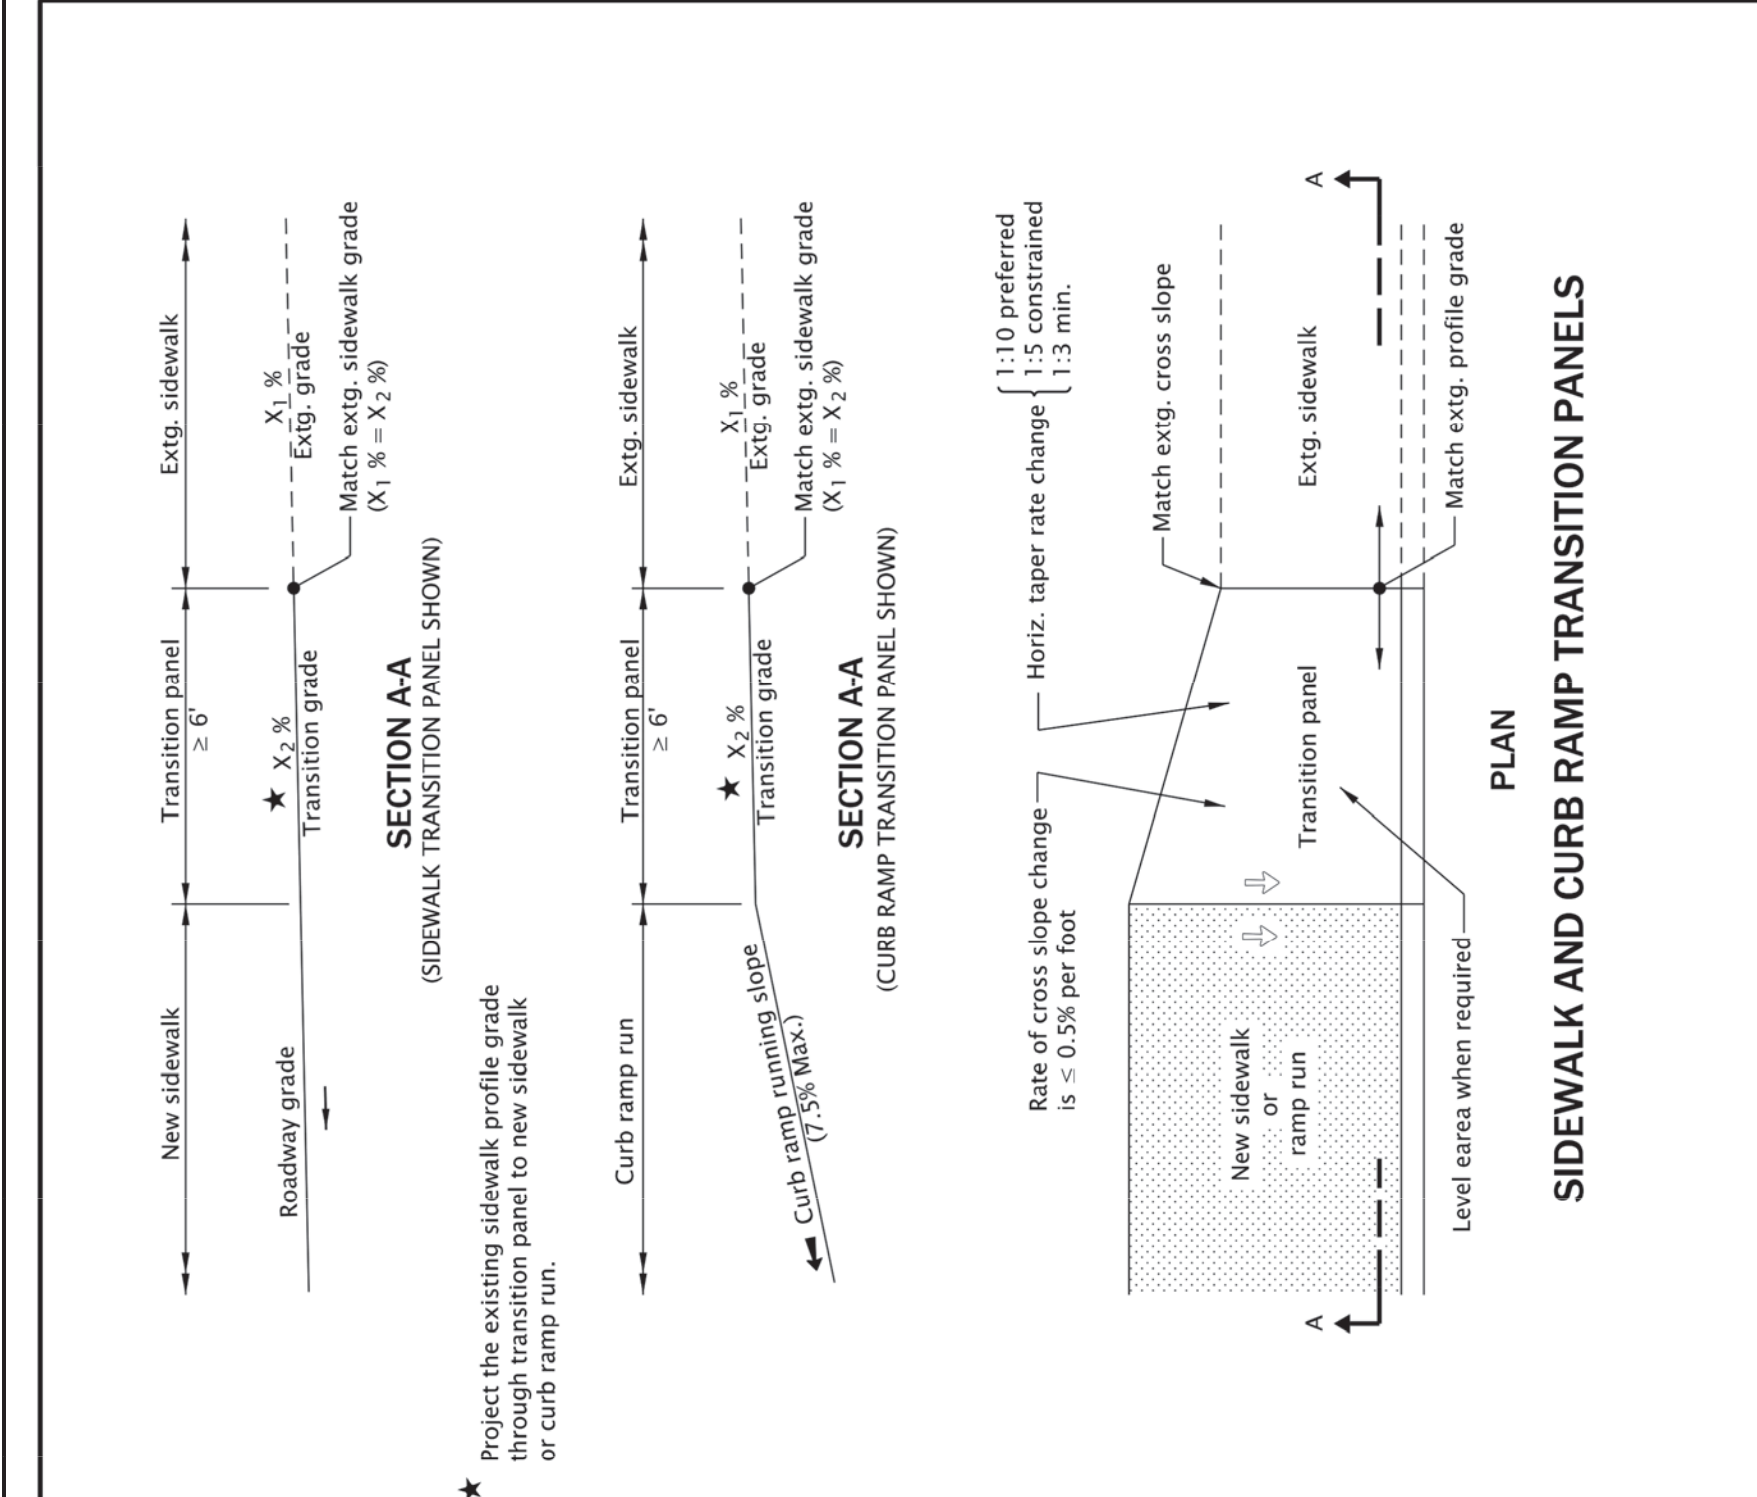 New sidewalk
Transition panel
≥ 6'
Extg. sidewalk
Roadway grade
★ X2 %
Transition grade
X1 %
Extg. grade
Match extg. sidewalk grade
(X1 % = X2 %)
SECTION A-A
(SIDEWALK TRANSITION PANEL SHOWN)
★ Project the existing sidewalk profile grade
through transition panel to new sidewalk
or curb ramp run.
Curb ramp run
Transition panel
≥ 6'
Extg. sidewalk
Curb ramp running slope
(7.5% Max.)
★ X2 %
Transition grade
X1 %
Extg. grade
Match extg. sidewalk grade
(X1 % = X2 %)
SECTION A-A
(CURB RAMP TRANSITION PANEL SHOWN)
Rate of cross slope change
is ≤ 0.5% per foot
Horiz. taper rate change
1:10 preferred
1:5 constrained
1:3 min.
Match extg. cross slope
New sidewalk
or
ramp run
Transition panel
Extg. sidewalk
A
A
Level earea when required
Match extg. profile grade
PLAN
SIDEWALK AND CURB RAMP TRANSITION PANELS